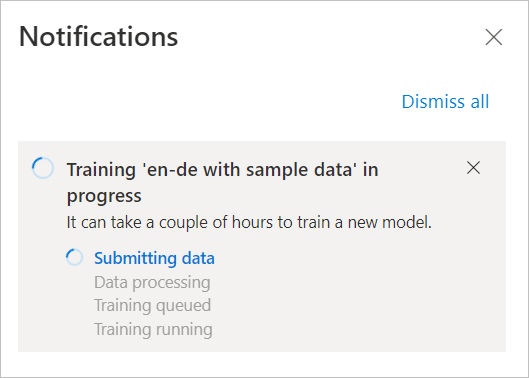 Notifications
Dismiss all
Training 'en-de with sample data' in
progress
It can take a couple of hours to train a new model.
Submitting data
Data processing
Training queued
Training running